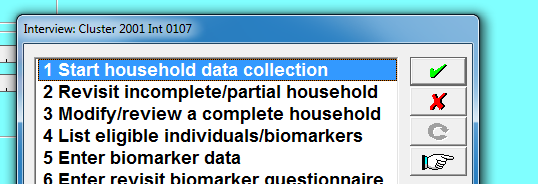 Interview: Cluster 2001 Int 0107
1 Start household data collection
2 Revisit incomplete/partial household
3 Modify/review a complete household
4 List eligible individuals/biomarkers
5 Enter biomarker data
6 Enter revisit biomarker questionnaire